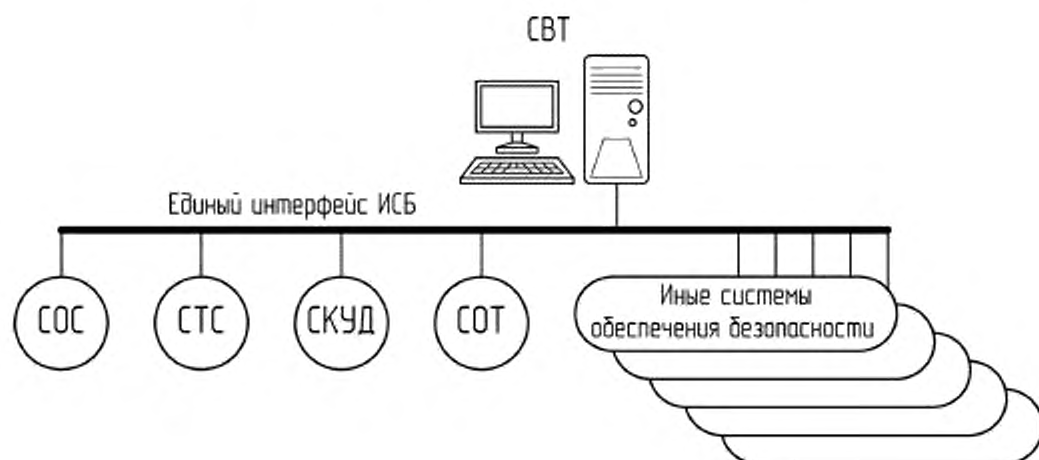 СВТ
Единый интерфейс ИСБ
СОС
СТС
СКУД
СОТ
Иные системы
обеспечения безопасности